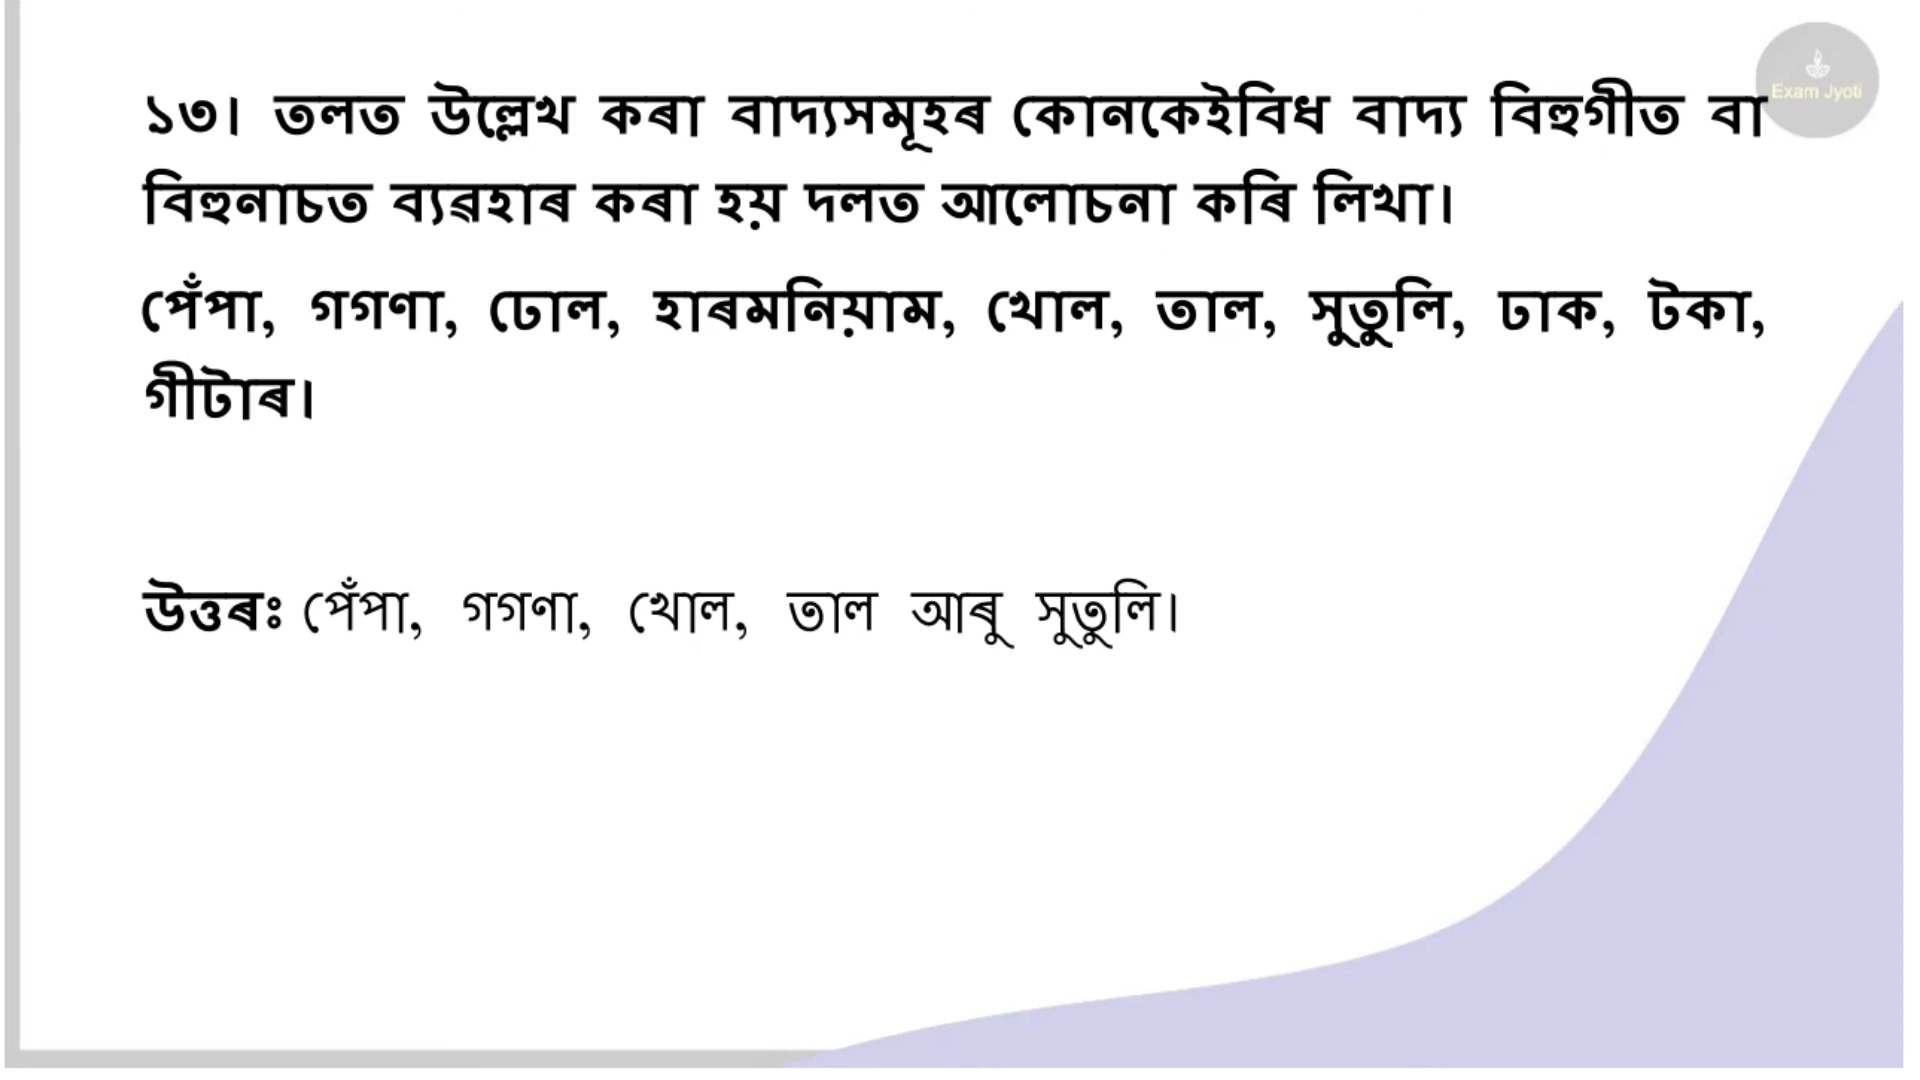 Exam Jyoti
১৩। তলত উল্লেখ কৰা বাদ্যসমূহৰ কোনকেইবিধ বাদ্য বিহুগীত বা
বিহুনাচত ব্যৱহাৰ কৰা হয় দলত আলোচনা কৰি লিখা।
পেঁপা, গগণা, ঢোল, হাৰমনিয়াম, খোল, তাল, সুতুলি, ঢাক, টকা,
গীটাৰ।
উত্তৰঃ পেঁপা, গগণা, খোল, তাল আৰু সুতুলি।